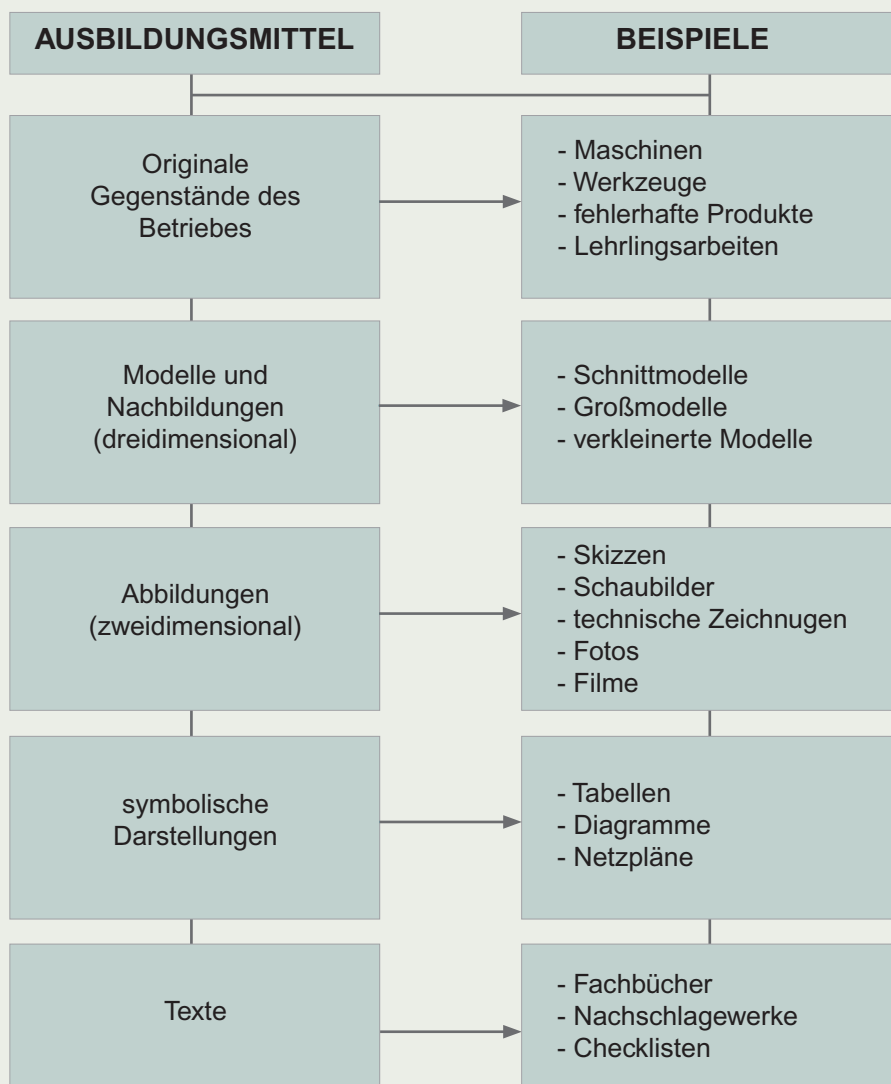 AUSBILDUNGSMITTEL
BEISPIELE
Originale
Gegenstände des
Betriebes
- Maschinen
- Werkzeuge
- fehlerhafte Produkte
- Lehrlingsarbeiten
Modelle und
Nachbildungen
(dreidimensional)
- Schnittmodelle
- Großmodelle
- verkleinerte Modelle
Abbildungen
(zweidimensional)
- Skizzen
- Schaubilder
- technische Zeichnugen
- Fotos
- Filme
symbolische
Darstellungen
- Tabellen
- Diagramme
- Netzpläne
Texte
- Fachbücher
- Nachschlagewerke
- Checklisten